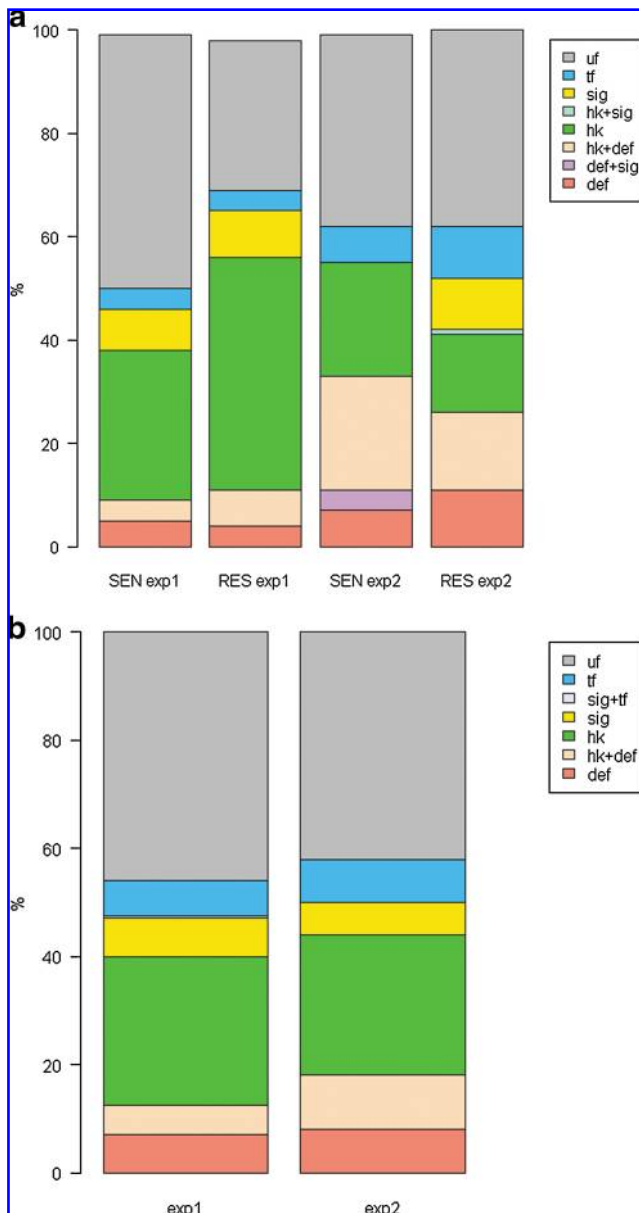 a
100
80
60
40
20
0
%
SEN exp1 RES exp1 SEN exp2 RES exp2
uf
tf
sig
hk+sig
hk
hk+def
def+sig
def
b
100
80
60
40
20
0
%
exp1 exp2
uf
tf
sig+tf
sig
hk
hk+def
def